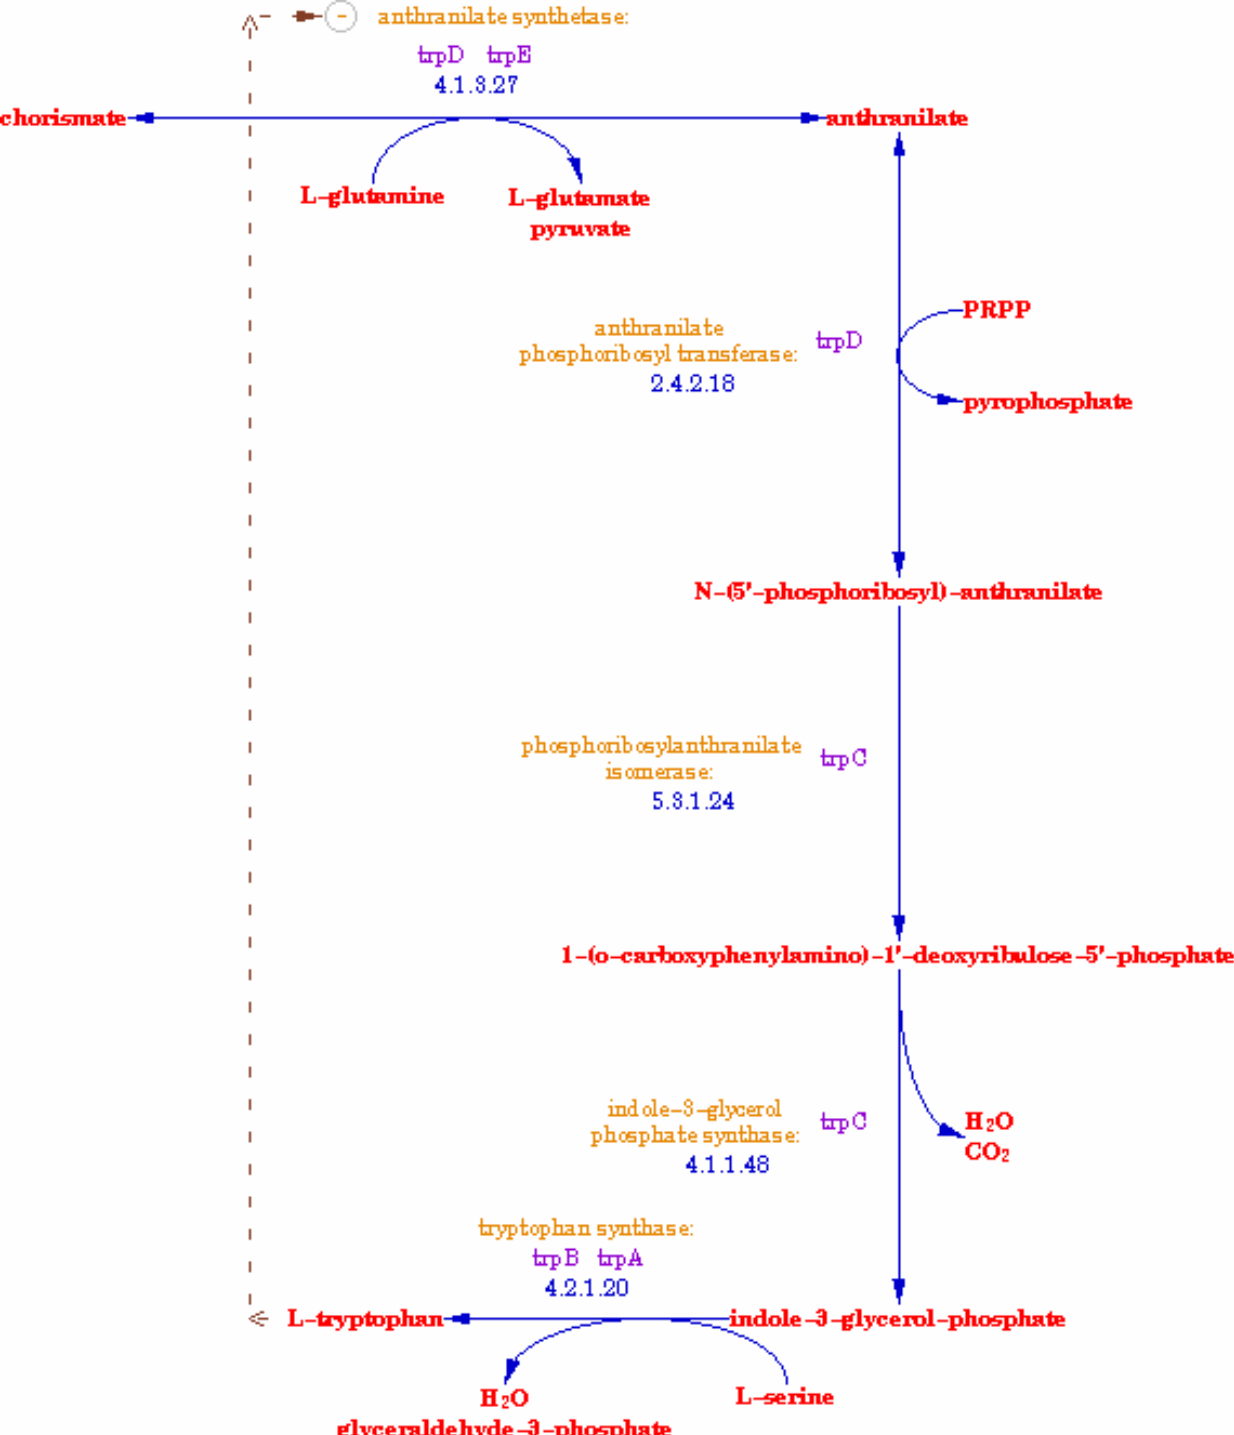 - anthranilate synthetase:
trpD trpE
4.1.3.27
chorismate anthranilate
L-glutamine L-glutamate
pyruvate
PRPP
anthranilate
phosphoribosyl transferase: trpD
2.4.2.18
pyrophosphate
N-(5'-phosphoribosyl)-anthranilate
phosphoribosylanthranilate
isomerase: trpC
5.3.1.24
1-(o-carboxyphenylamino)-1'-deoxyribulose-5'-phosphate
indole-3-glycerol
phosphate synthase: trpC
4.1.1.48
H2O
CO2
tryptophan synthase:
trpB trpA
4.2.1.20
L-tryptophan indole-3-glycerol-phosphate
H2O L-serine
glyceraldehyde-3-phosphate